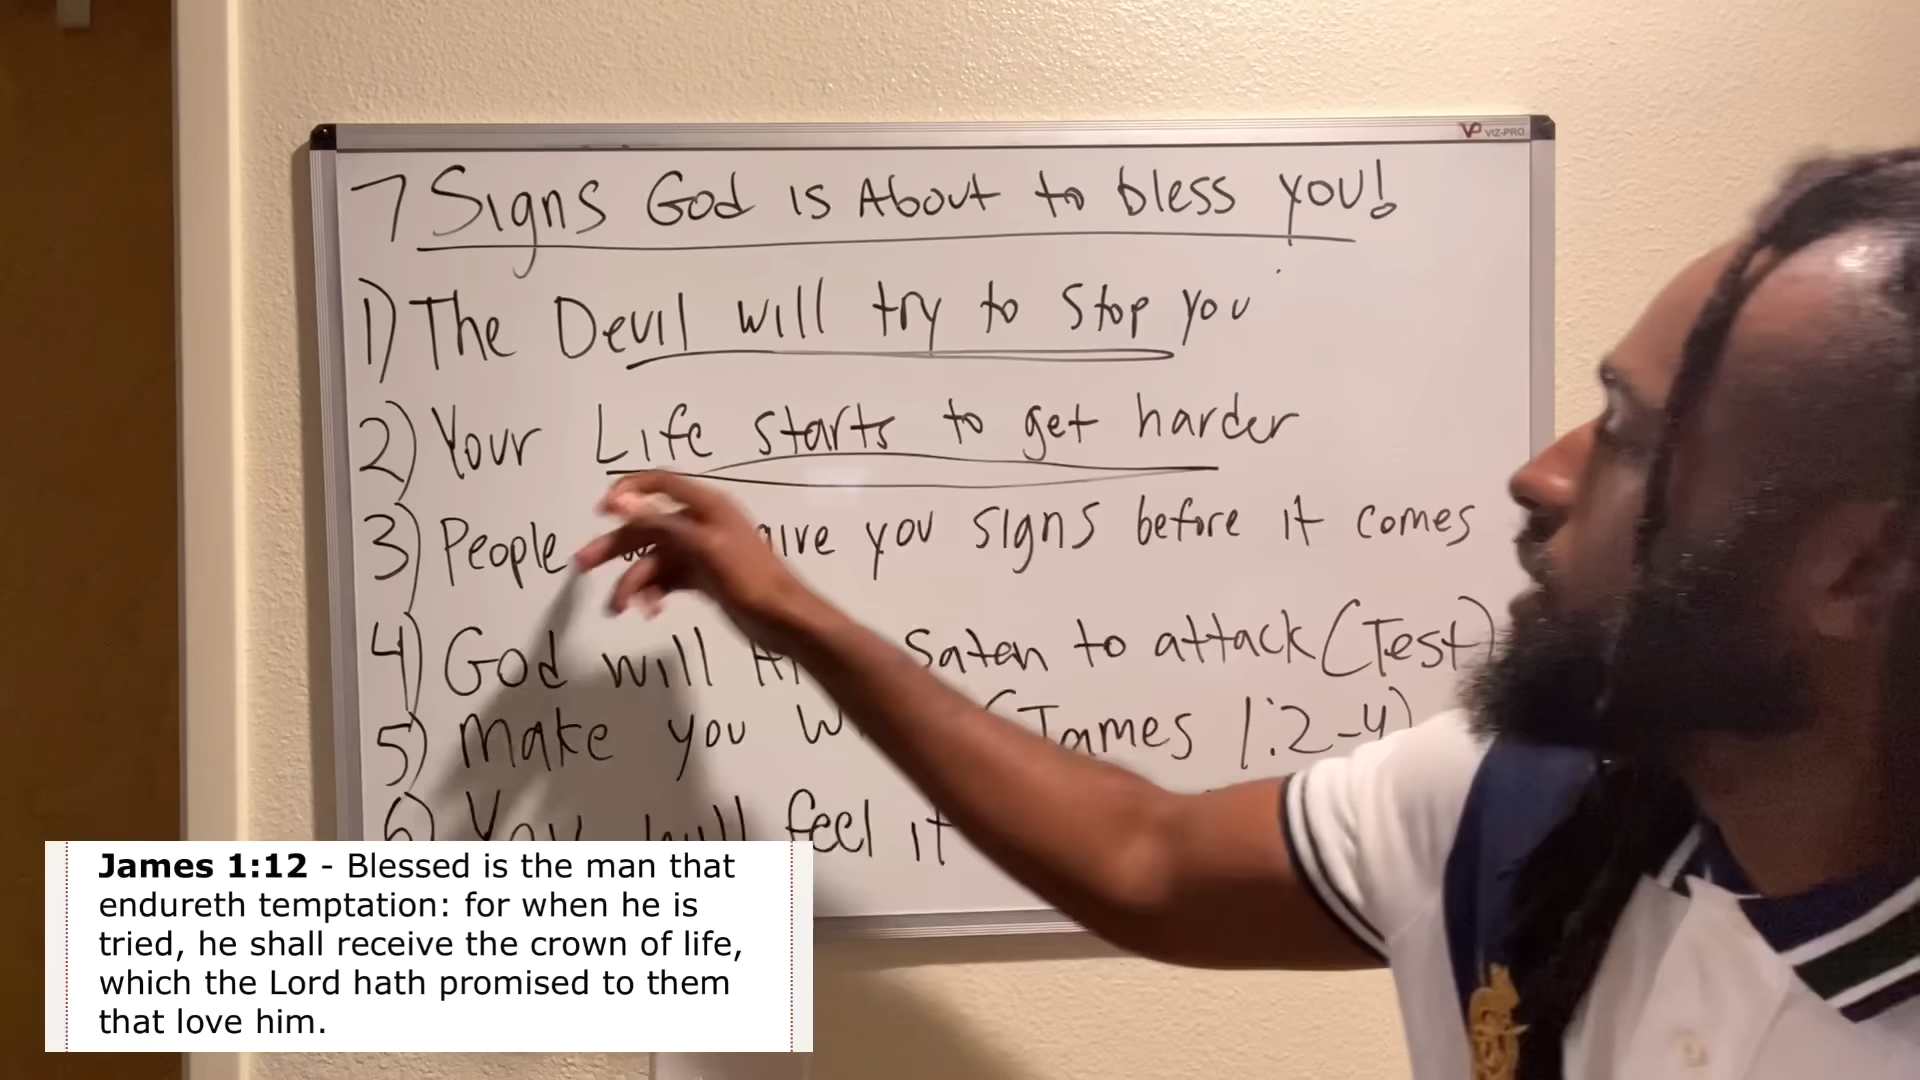 VP VIZ-PRO
7 Signs God is About to bless you!
1) The Devil will try to stop you
2) Your Life starts to get harder
3) People give you signs before it comes
4) God will Saten to attack (Test)
5) Make you (James 1:2-4)
6) You will feel it
James 1:12 - Blessed is the man that
endureth temptation: for when he is
tried, he shall receive the crown of life,
which the Lord hath promised to them
that love him.